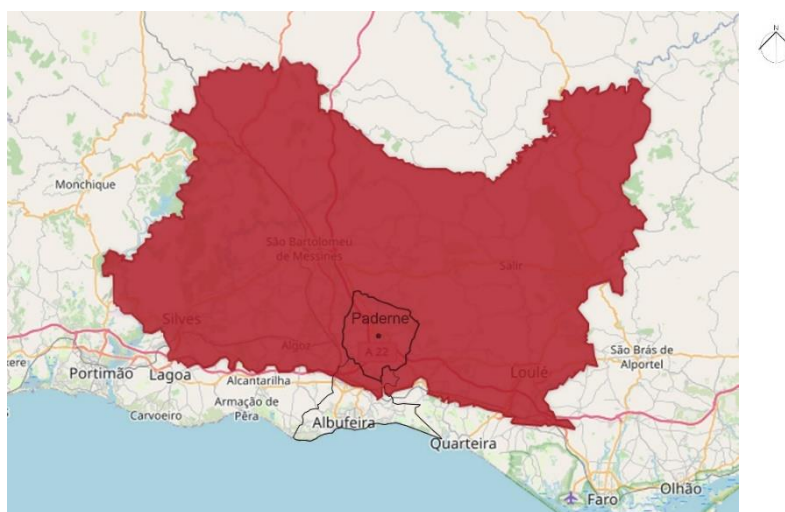 N
Monchique
São Bartolomeu
de Messines
Salir
Paderne
Silves
Algoz
A 22
Loulé
São Brás de
Alportel
Portimão
Lagoa
Alcantarilha
Carvoeiro
Armação de
Pêra
Albufeira
Quarteira
Olhão
Faro